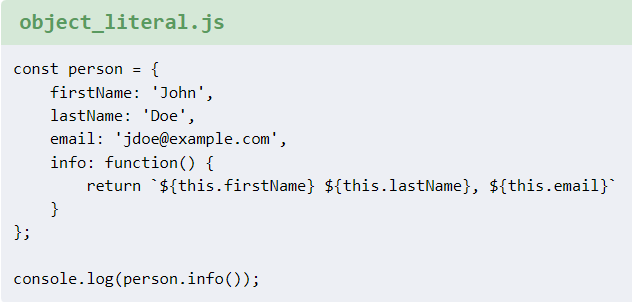 object_literal.js
const person = {
    firstName: 'John',
    lastName: 'Doe',
    email: 'jdoe@example.com',
    info: function() {
        return `${this.firstName} ${this.lastName}, ${this.email}`
    }
};

console.log(person.info());